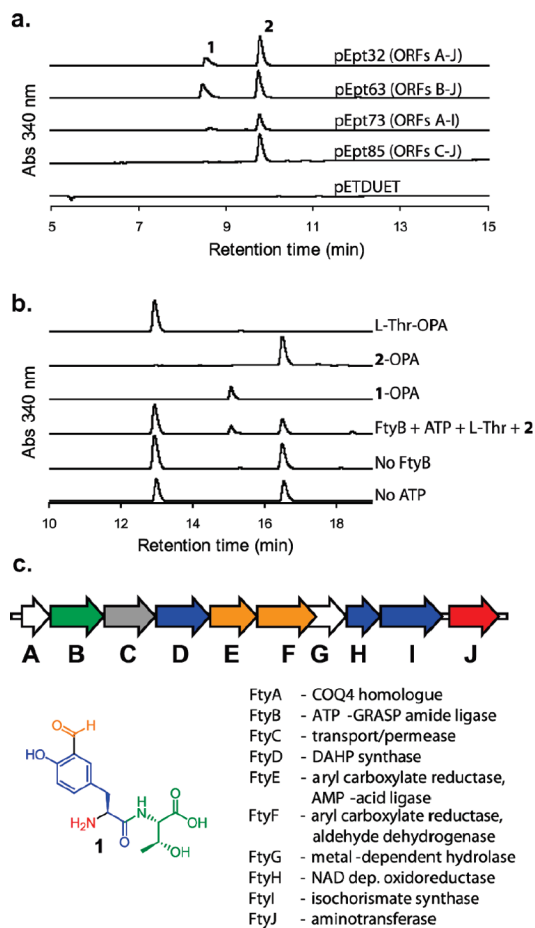 a.
1
2
pEpt32 (ORFs A-J)
pEpt63 (ORFs B-J)
pEpt73 (ORFs A-I)
pEpt85 (ORFs C-J)
pETDUET
Abs 340 nm
5 7 9 11 13 15
Retention time (min)
b.
L-Thr-OPA
2-OPA
1-OPA
FtyB + ATP + L-Thr + 2
No FtyB
No ATP
Abs 340 nm
10 12 14 16 18
Retention time (min)
c.
A B C D E F G H I J
O H
HO
H2N
1
O
H
N
O
OH
OH
FtyA - COQ4 homologue
FtyB - ATP -GRASP amide ligase
FtyC - transport/permease
FtyD - DAHP synthase
FtyE - aryl carboxylate reductase,
AMP -acid ligase
FtyF - aryl carboxylate reductase,
aldehyde dehydrogenase
FtyG - metal -dependent hydrolase
FtyH - NAD dep. oxidoreductase
FtyI - isochorismate synthase
FtyJ - aminotransferase